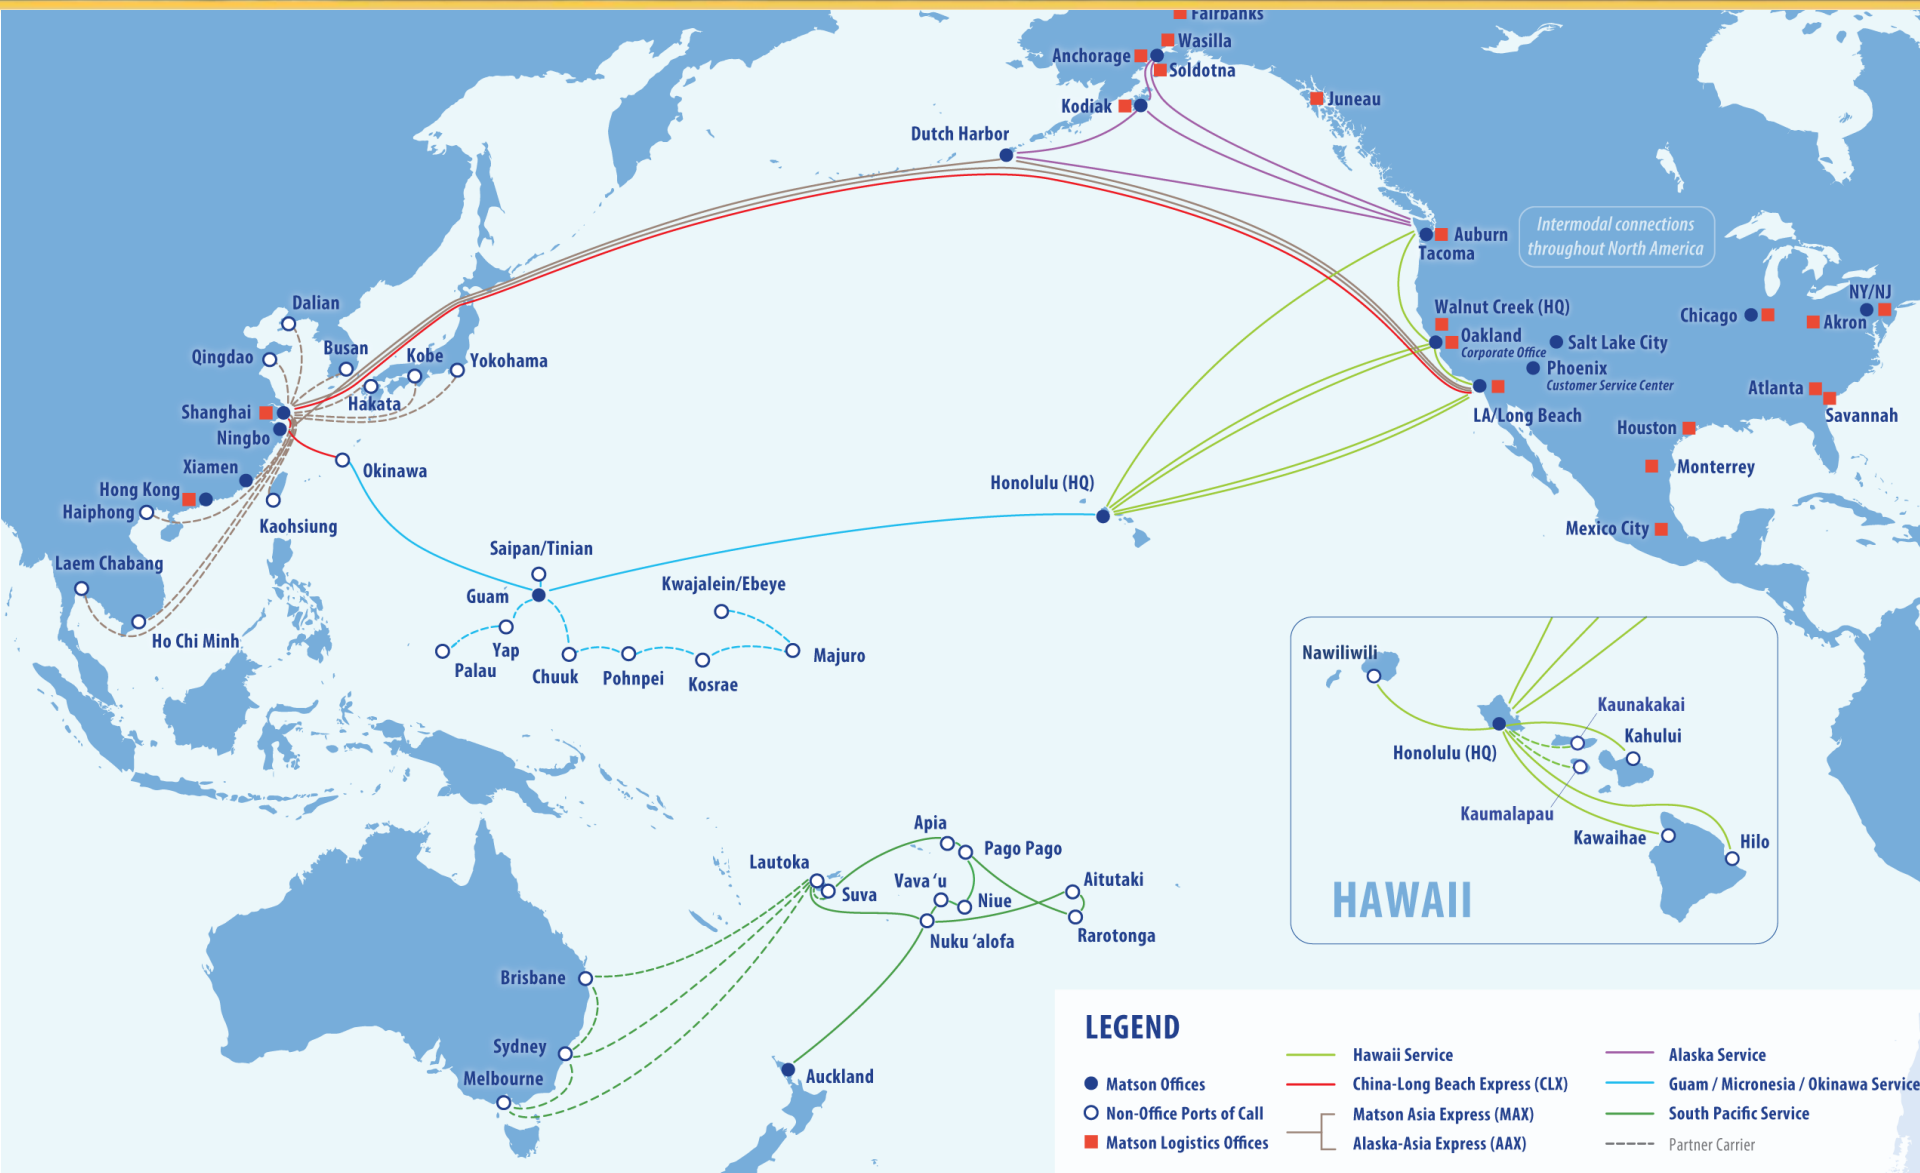 Fairbanks
Wasilla
Anchorage
Soldotna
Kodiak
Juneau
Dutch Harbor
Auburn
Tacoma
Intermodal connections
throughout North America
Walnut Creek (HQ)
Oakland
Corporate Office
Salt Lake City
Phoenix
Customer Service Center
LA/Long Beach
Chicago
NY/NJ
Akron
Atlanta
Savannah
Houston
Monterrey
Mexico City
Dalian
Qingdao
Busan
Kobe
Yokohama
Hakata
Shanghai
Ningbo
Xiamen
Okinawa
Hong Kong
Haiphong
Kaohsiung
Laem Chabang
Ho Chi Minh
Honolulu (HQ)
Saipan/Tinian
Guam
Kwajalein/Ebeye
Yap
Palau
Chuuk
Pohnpei
Kosrae
Majuro
Nawiliwili
Kaunakakai
Kahului
Honolulu (HQ)
Kaumalapau
Kawaihae
Hilo
HAWAII
Apia
Pago Pago
Lautoka
Suva
Vava ‘u
Niue
Aitutaki
Nuku ‘alofa
Rarotonga
Brisbane
Sydney
Melbourne
Auckland
LEGEND
Matson Offices
Non-Office Ports of Call
Matson Logistics Offices
Hawaii Service
China-Long Beach Express (CLX)
Matson Asia Express (MAX)
Alaska-Asia Express (AAX)
Alaska Service
Guam / Micronesia / Okinawa Service
South Pacific Service
Partner Carrier